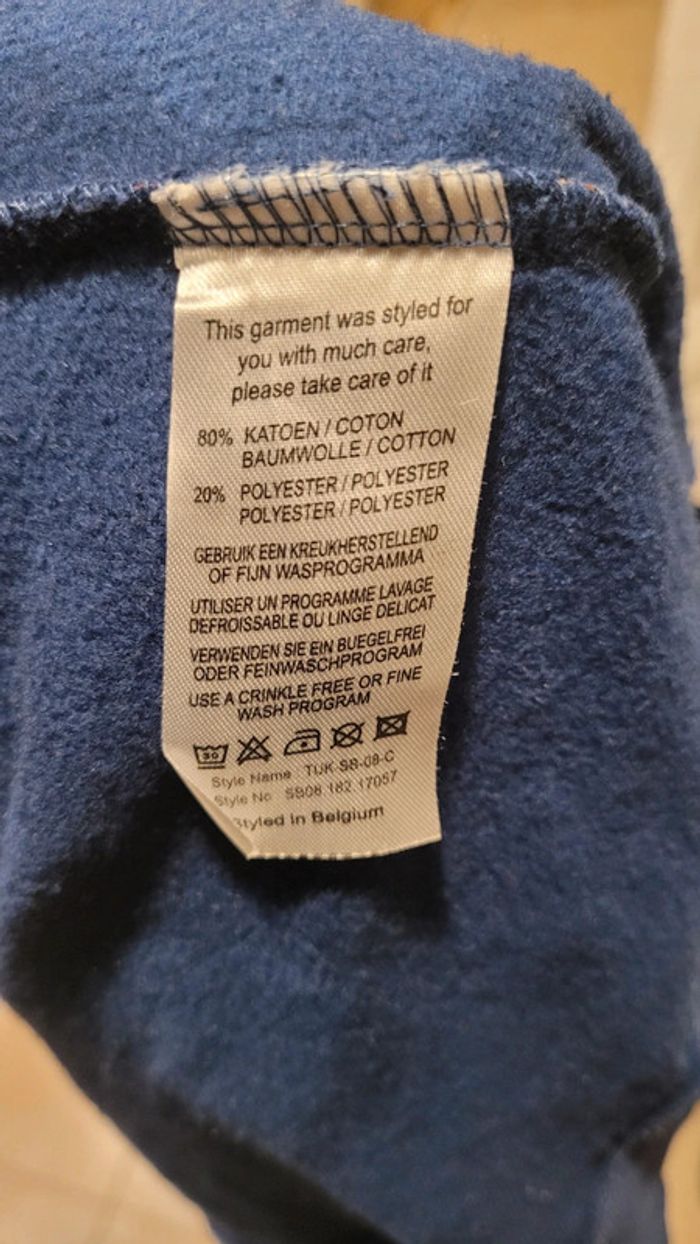 This garment was styled for
you with much care,
please take care of it
80% KATOEN / COTON
BAUMWOLLE / COTTON
20% POLYESTER / POLYESTER
POLYESTER / POLYESTER
GEBRUIK EEN KREUKHERSTELLEND
OF FIJN WASPROGRAMMA
UTILISER UN PROGRAMME LAVAGE
DEFROISSABLE OU LINGE DELICAT
VERWENDEN SIE EIN BUEGELFREI
ODER FEINWASCHPROGRAM
USE A CRINKLE FREE OR FINE
WASH PROGRAM
30
Style Name : TUK-SB-08-C
Style No SB08.182.17057
Styled in Belgium